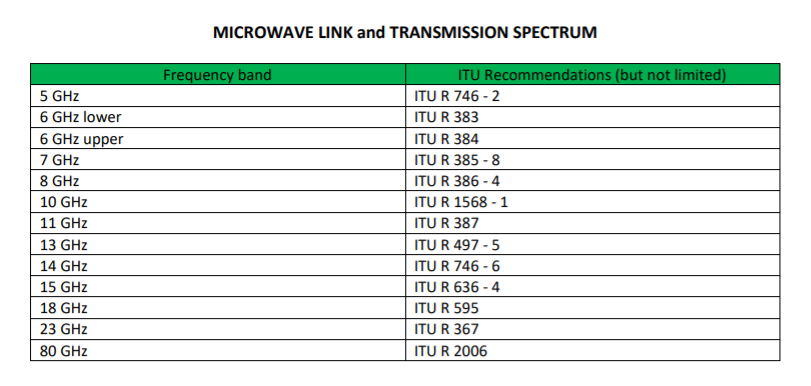 MICROWAVE LINK and TRANSMISSION SPECTRUM
Frequency band ITU Recommendations (but not limited)
5 GHz ITU R 746 - 2
6 GHz lower ITU R 383
6 GHz upper ITU R 384
7 GHz ITU R 385 - 8
8 GHz ITU R 386 - 4
10 GHz ITU R 1568 - 1
11 GHz ITU R 387
13 GHz ITU R 497 - 5
14 GHz ITU R 746 - 6
15 GHz ITU R 636 - 4
18 GHz ITU R 595
23 GHz ITU R 367
80 GHz ITU R 2006